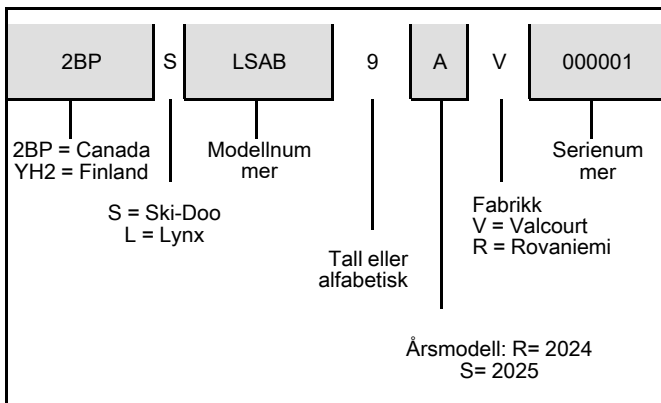 2BP S LSAB 9 A V 000001
2BP = Canada
YH2 = Finland
Modellnum
mer
Serienum
mer
S = Ski-Doo
L = Lynx
Fabrikk
V = Valcourt
R = Rovaniemi
Tall eller
alfabetisk
Årsmodell: R= 2024
S= 2025